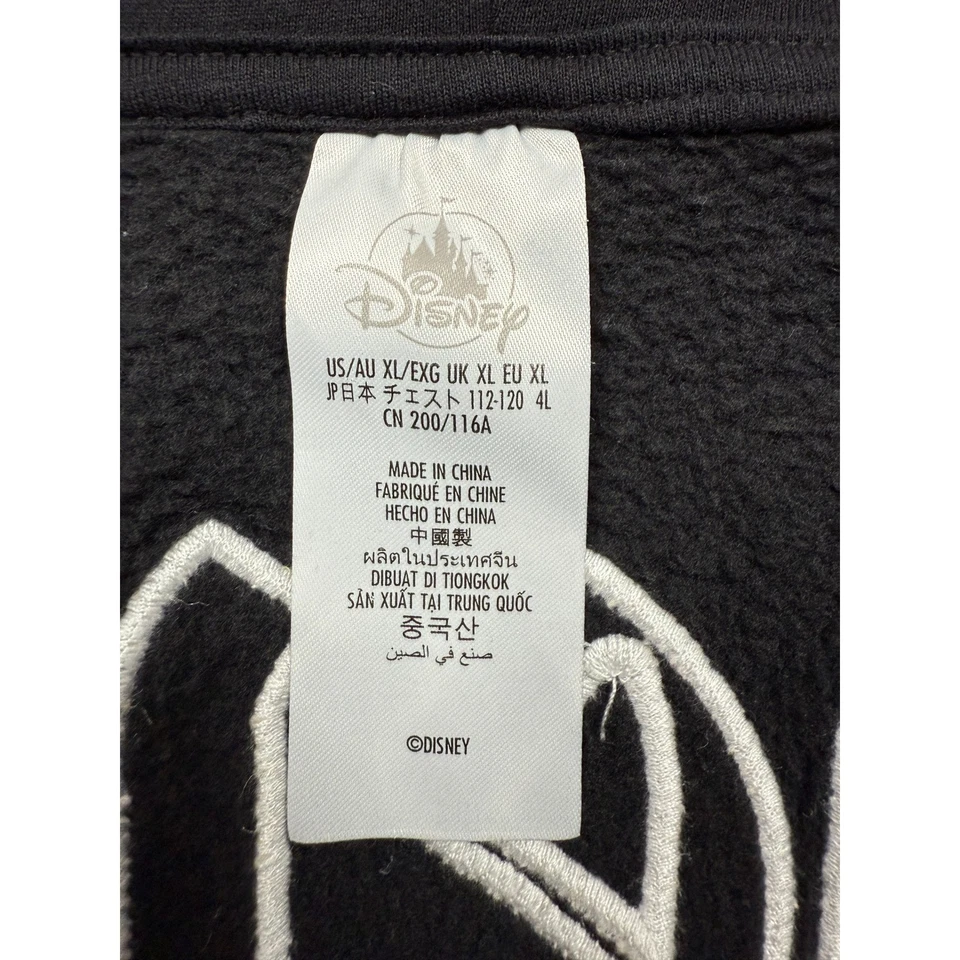 Disney
US/AU XL/EXG UK XL EU XL
JP日本 チェスト 112-120 4L
CN 200/116A
MADE IN CHINA
FABRIQUÉ EN CHINE
HECHO EN CHINA
中國製
ผลิตในประเทศจีน
DIBUAT DI TIONGKOK
SẢN XUẤT TẠI TRUNG QUỐC
중국산
صنع في الصين
©DISNEY